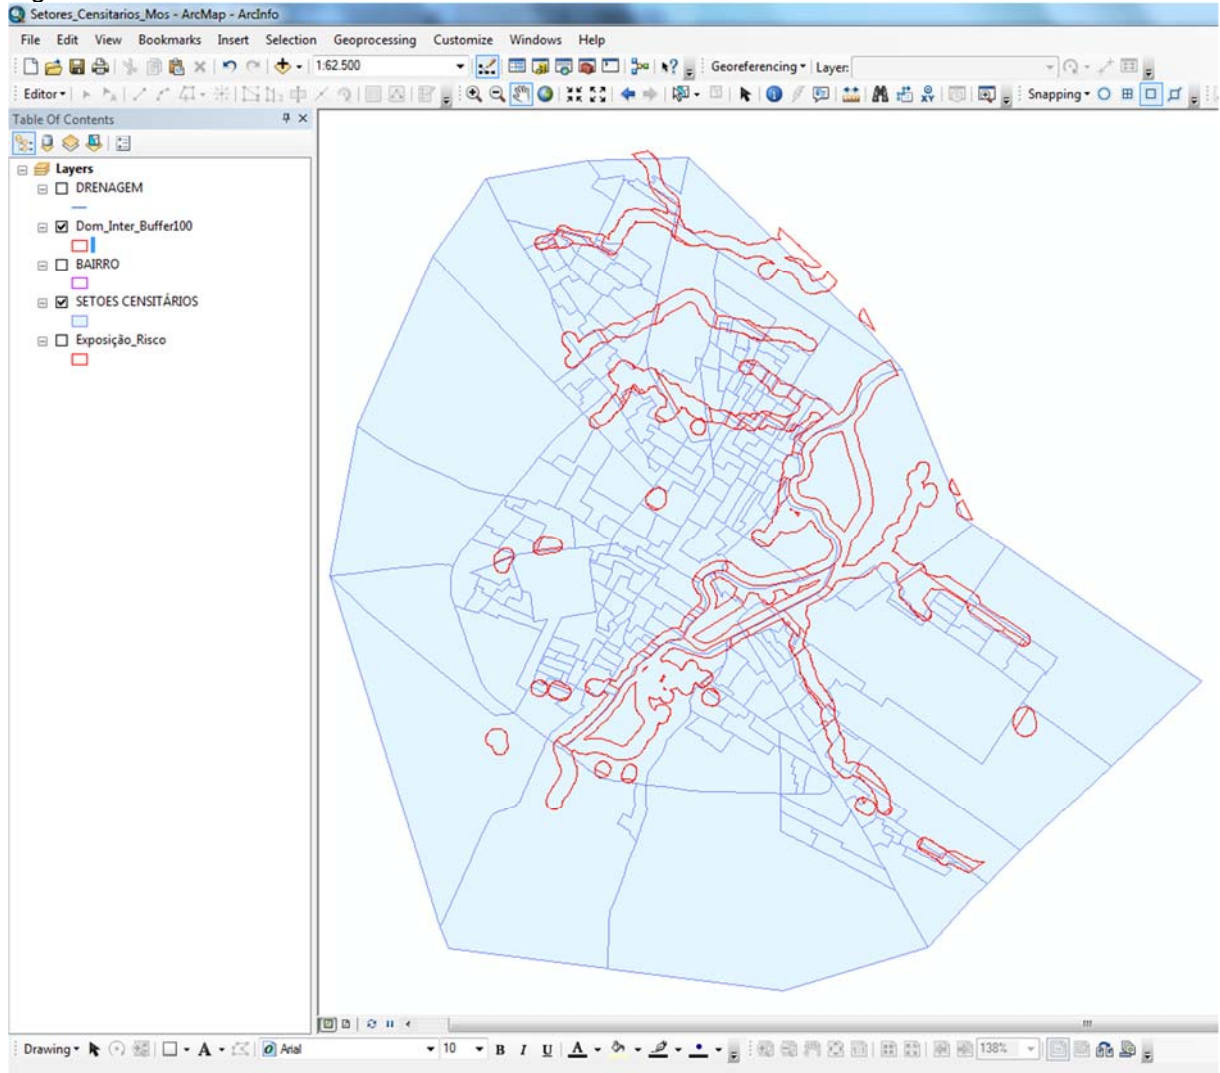 Setores_Censitarios_Mos - ArcMap - ArcInfo
File Edit View Bookmarks Insert Selection Geoprocessing Customize Windows Help
1:62.500 Georeferencing Layer:
Editor Snapping
Table Of Contents
Layers
DRENAGEM
Dom_Inter_Buffer100
BAIRRO
SETOES CENSITÁRIOS
Exposição_Risco
Drawing A Arial 10 B I U A 138%